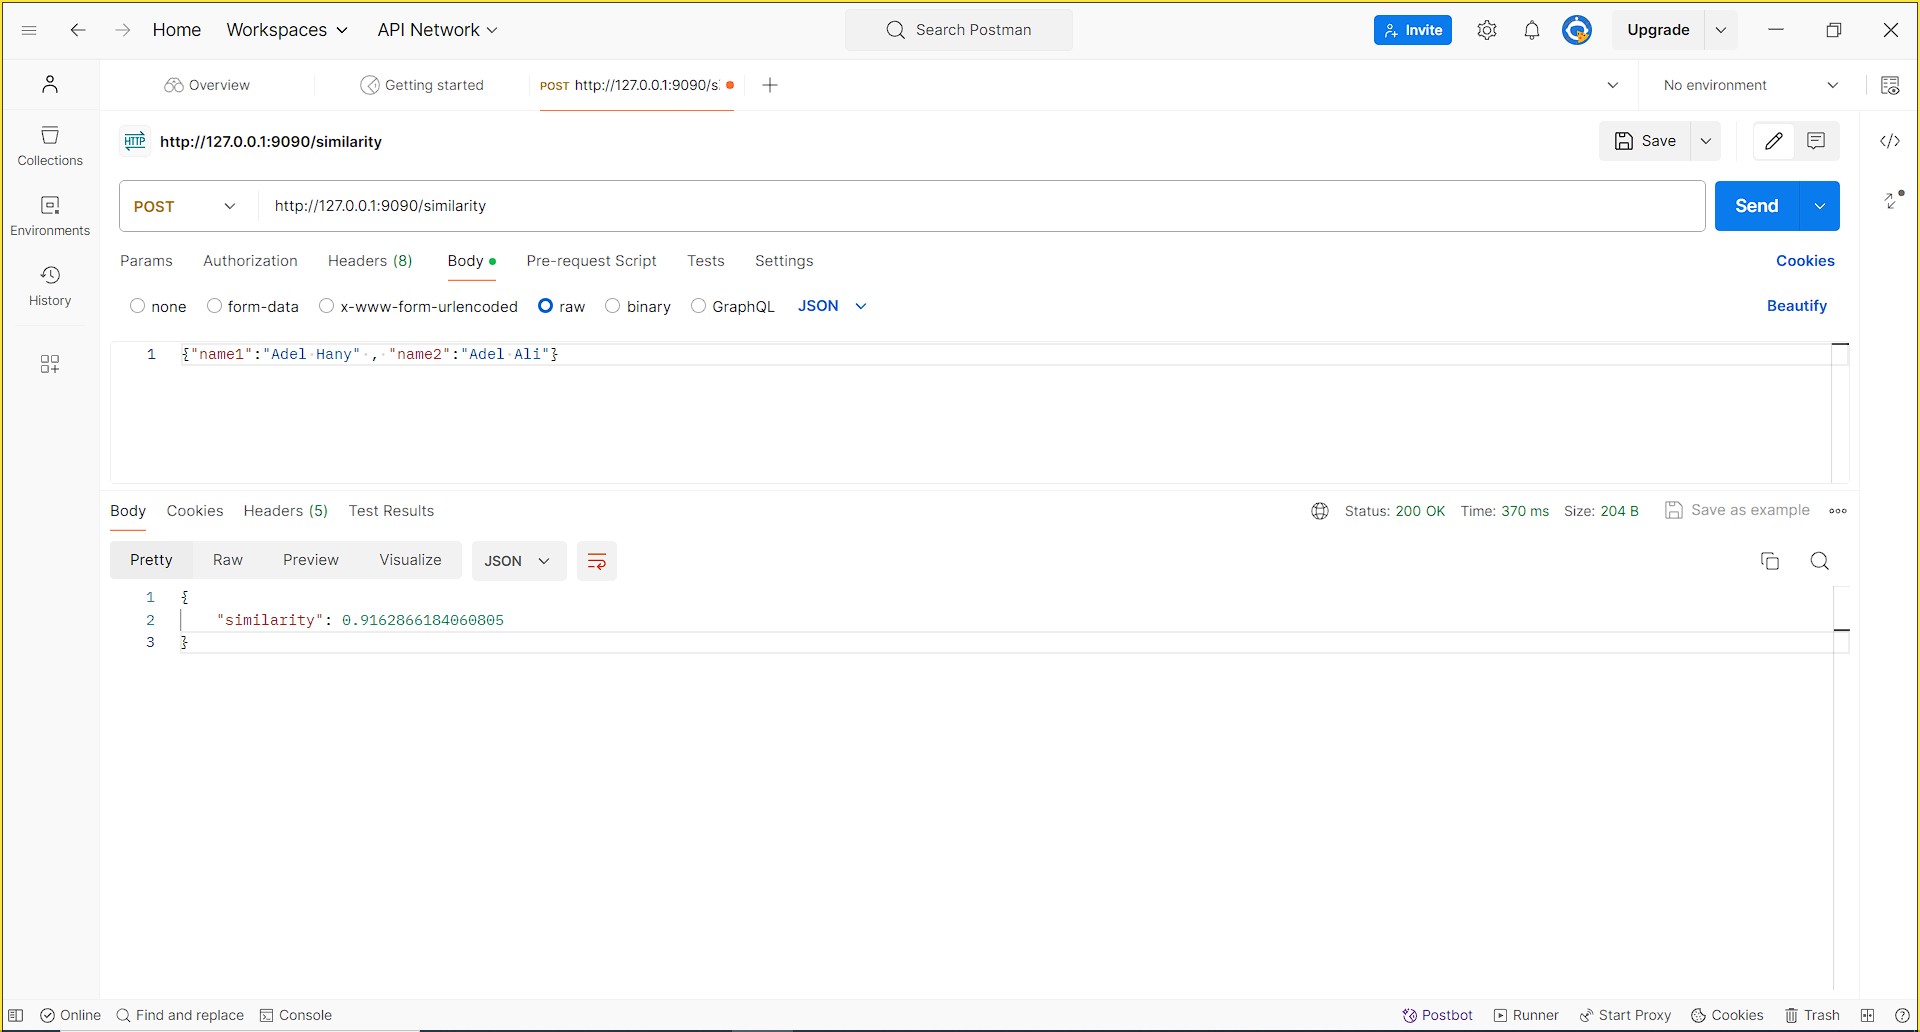 Home Workspaces API Network Search Postman Invite Upgrade
Overview Getting started POST http://127.0.0.1:9090/s No environment
HTTP http://127.0.0.1:9090/similarity Save </>
Collections
Environments
History
POST http://127.0.0.1:9090/similarity Send
Params Authorization Headers (8) Body Pre-request Script Tests Settings Cookies
none form-data x-www-form-urlencoded raw binary GraphQL JSON Beautify
1 {"name1":"Adel Hany" , "name2":"Adel Ali"}
Body Cookies Headers (5) Test Results Status: 200 OK Time: 370 ms Size: 204 B Save as example
Pretty Raw Preview Visualize JSON
1 {
2 "similarity": 0.9162866184060805
3 }
Online Find and replace Console Postbot Runner Start Proxy Cookies Trash